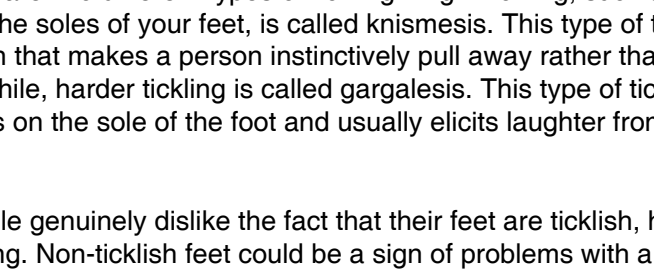 he soles of your feet, is called knismesis. This type of t
that makes a person instinctively pull away rather tha
hile, harder tickling is called gargalesis. This type of tic
s on the sole of the foot and usually elicits laughter fron
le genuinely dislike the fact that their feet are ticklish, h
ng. Non-ticklish feet could be a sign of problems with a